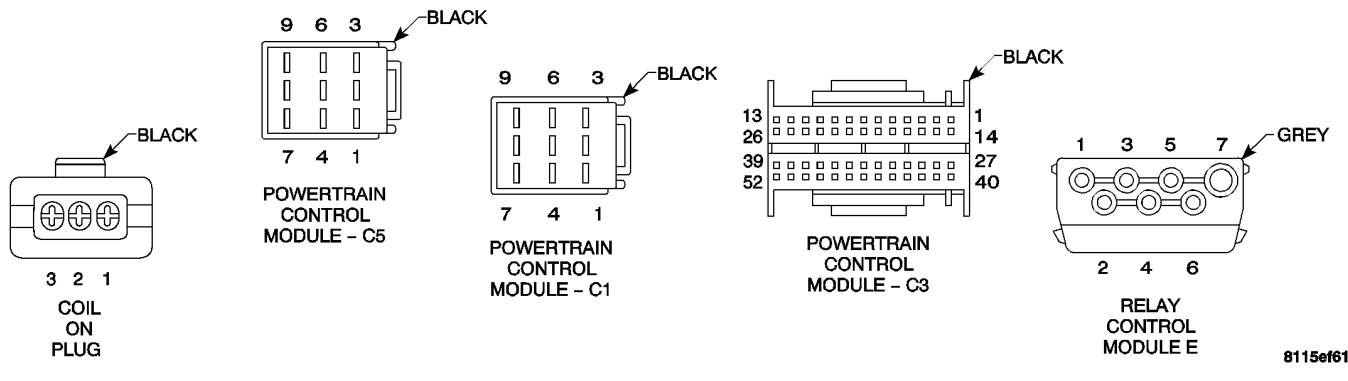 BLACK
3 2 1
COIL
ON
PLUG
9 6 3
BLACK
7 4 1
POWERTRAIN
CONTROL
MODULE – C5
9 6 3
BLACK
7 4 1
POWERTRAIN
CONTROL
MODULE – C1
BLACK
13 1
26 14
39 27
52 40
POWERTRAIN
CONTROL
MODULE – C3
1 3 5 7
GREY
2 4 6
RELAY
CONTROL
MODULE E
8115ef61